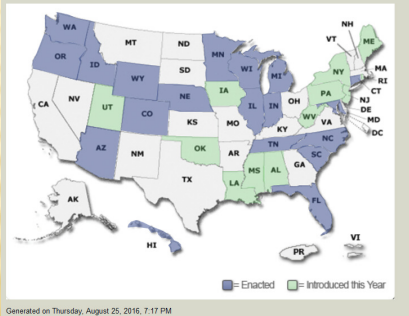 NH
WA
VT
ME
MT
ND
MN
OR
ID
SD
WI
NY
MA
WY
MI
RI
IA
PA
CT
NE
NJ
NV
OH
UT
IL
IN
DE
CA
CO
WV
MD
KS
MO
VA
KY
DC
NC
TN
OK
AZ
NM
AR
SC
MS
AL
GA
TX
LA
FL
AK
VI
HI
PR
= Enacted
= Introduced this Year
Generated on Thursday, August 25, 2016, 7:17 PM